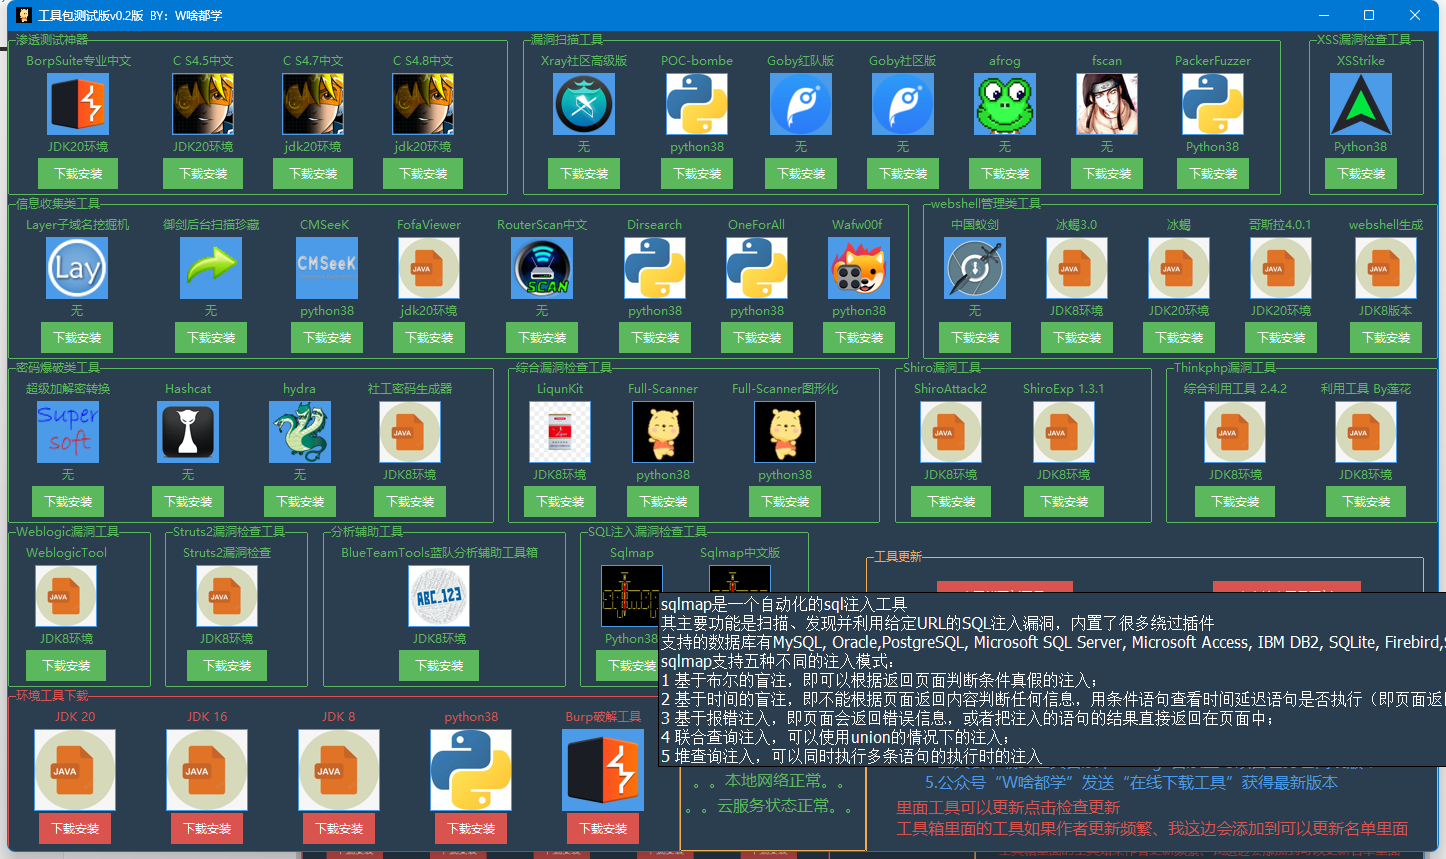 工具包测试版v0.2版 BY：W啥都学
渗透测试神器
BorpSuite专业中文
C S4.5中文
C S4.7中文
C S4.8中文
JDK20环境
JDK20环境
jdk20环境
jdk20环境
下载安装
下载安装
下载安装
下载安装
漏洞扫描工具
Xray社区高级版
POC-bombe
Goby红队版
Goby社区版
afrog
fscan
PackerFuzzer
无
python38
无
无
无
无
Python38
下载安装
下载安装
下载安装
下载安装
下载安装
下载安装
下载安装
XSS漏洞检查工具
XSStrike
Python38
下载安装
信息收集类工具
Layer子域名挖掘机
御剑后台扫描珍藏
CMSeeK
FofaViewer
RouterScan中文
Dirsearch
OneForAll
Wafw00f
Lay
CMSeeK
JAVA
SCAN
无
无
python38
jdk20环境
无
python38
python38
python38
下载安装
下载安装
下载安装
下载安装
下载安装
下载安装
下载安装
下载安装
webshell管理类工具
中国蚁剑
冰蝎3.0
冰蝎
哥斯拉4.0.1
webshell生成
JAVA
JAVA
JAVA
JAVA
无
JDK8环境
JDK20环境
JDK20环境
JDK8版本
下载安装
下载安装
下载安装
下载安装
下载安装
密码爆破类工具
超级加解密转换
Hashcat
hydra
社工密码生成器
Super
soft
JAVA
无
无
无
JDK8环境
下载安装
下载安装
下载安装
下载安装
综合漏洞检查工具
LiqunKit
Full-Scanner
Full-Scanner图形化
JDK8环境
python38
python38
下载安装
下载安装
下载安装
Shiro漏洞工具
ShiroAttack2
ShiroExp 1.3.1
JAVA
JAVA
JDK8环境
JDK8环境
下载安装
下载安装
Thinkphp漏洞工具
综合利用工具 2.4.2
利用工具 By莲花
JAVA
JAVA
JDK8环境
JDK8环境
下载安装
下载安装
Weblogic漏洞工具
WeblogicTool
JAVA
JDK8环境
下载安装
Struts2漏洞检查工具
Struts2漏洞检查
JAVA
JDK8环境
下载安装
分析辅助工具
BlueTeamTools蓝队分析辅助工具箱
ABC_123
JDK8环境
下载安装
SQL注入漏洞检查工具
Sqlmap
Sqlmap中文版
Python38
下载安装
工具更新
sqlmap是一个自动化的sql注入工具
其主要功能是扫描、发现并利用给定URL的SQL注入漏洞，内置了很多绕过插件
支持的数据库有MySQL, Oracle,PostgreSQL, Microsoft SQL Server, Microsoft Access, IBM DB2, SQLite, Firebird,
sqlmap支持五种不同的注入模式：
1 基于布尔的盲注，即可以根据返回页面判断条件真假的注入；
2 基于时间的盲注，即不能根据页面返回内容判断任何信息，用条件语句查看时间延迟语句是否执行（即页面返
3 基于报错注入，即页面会返回错误信息，或者把注入的语句的结果直接返回在页面中；
4 联合查询注入，可以使用union的情况下的注入；
5 堆查询注入，可以同时执行多条语句的执行时的注入
环境工具下载
JDK 20
JDK 16
JDK 8
python38
Burp破解工具
JAVA
JAVA
JAVA
下载安装
下载安装
下载安装
下载安装
下载安装
。。本地网络正常。。
。。云服务状态正常。。
5.公众号“W啥都学”发送“在线下载工具”获得最新版本
里面工具可以更新点击检查更新
工具箱里面的工具如果作者更新频繁、我这边会添加到可以更新名单里面